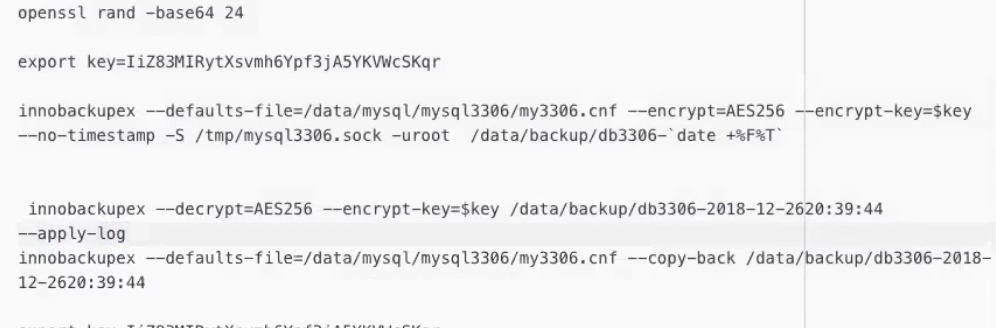 openssl rand -base64 24
export key=IiZ83MIRytXsvmh6Ypf3jA5YKVWcSKqr
innobackupex --defaults-file=/data/mysql/mysql3306/my3306.cnf --encrypt=AES256 --encrypt-key=$key
--no-timestamp -S /tmp/mysql3306.sock -uroot  /data/backup/db3306-`date +%F%T`
innobackupex --decrypt=AES256 --encrypt-key=$key /data/backup/db3306-2018-12-2620:39:44
--apply-log
innobackupex --defaults-file=/data/mysql/mysql3306/my3306.cnf --copy-back /data/backup/db3306-2018-
12-2620:39:44